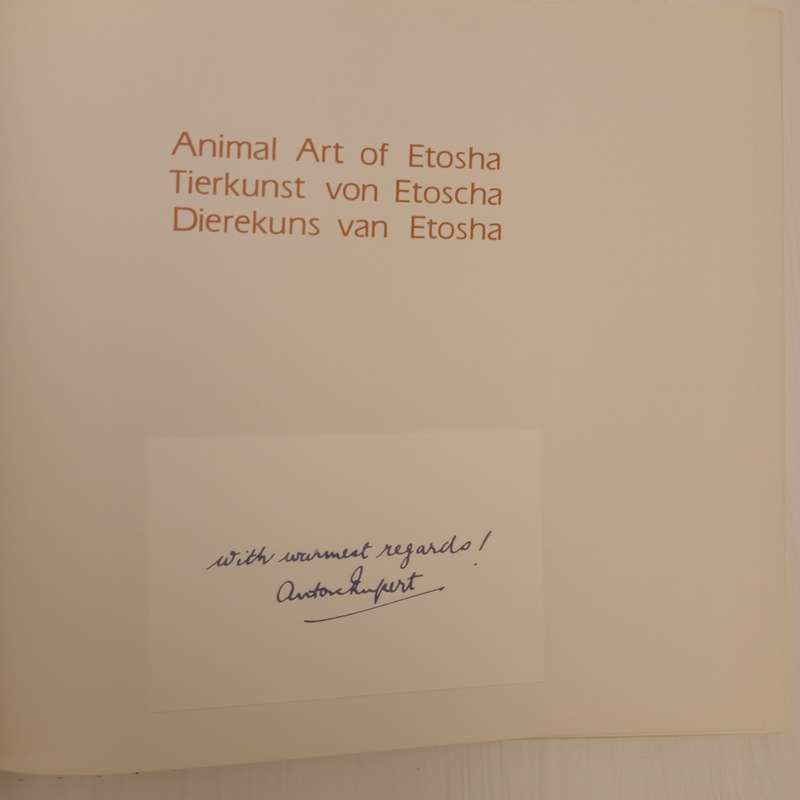 Animal Art of Etosha
Tierkunst von Etoscha
Dierekuns van Etosha
with warmest regards!
Anton Rupert